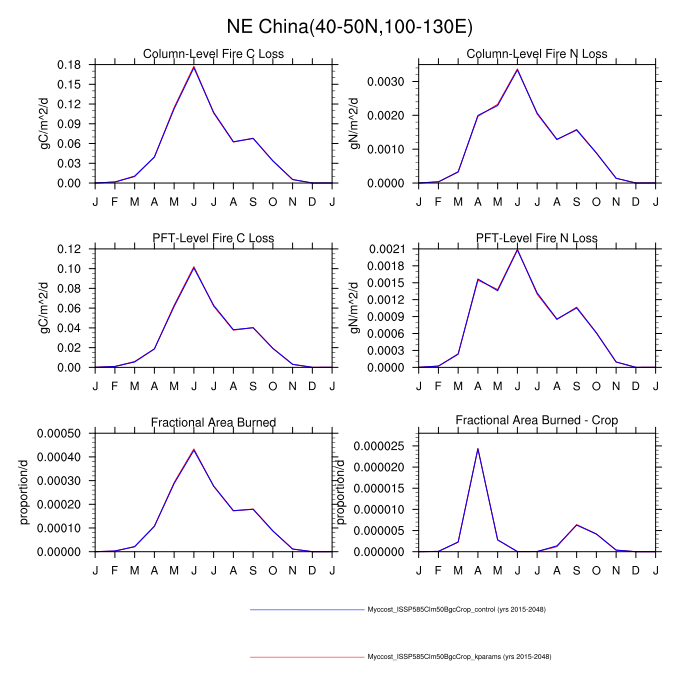 NE China(40-50N,100-130E)
Column-Level Fire C Loss
gC/m^2/d
0.18
0.15
0.12
0.09
0.06
0.03
0.00
J F M A M J J A S O N D J
Column-Level Fire N Loss
gN/m^2/d
0.0030
0.0020
0.0010
0.0000
J F M A M J J A S O N D J
PFT-Level Fire C Loss
gC/m^2/d
0.12
0.10
0.08
0.06
0.04
0.02
0.00
J F M A M J J A S O N D J
PFT-Level Fire N Loss
gN/m^2/d
0.0021
0.0018
0.0015
0.0012
0.0009
0.0006
0.0003
0.0000
J F M A M J J A S O N D J
Fractional Area Burned
proportion/d
0.00050
0.00040
0.00030
0.00020
0.00010
0.00000
J F M A M J J A S O N D J
Fractional Area Burned - Crop
proportion/d
0.000025
0.000020
0.000015
0.000010
0.000005
0.000000
J F M A M J J A S O N D J
Myccost_ISSP585Clm50BgcCrop_control (yrs 2015-2048)
Myccost_ISSP585Clm50BgcCrop_kparams (yrs 2015-2048)